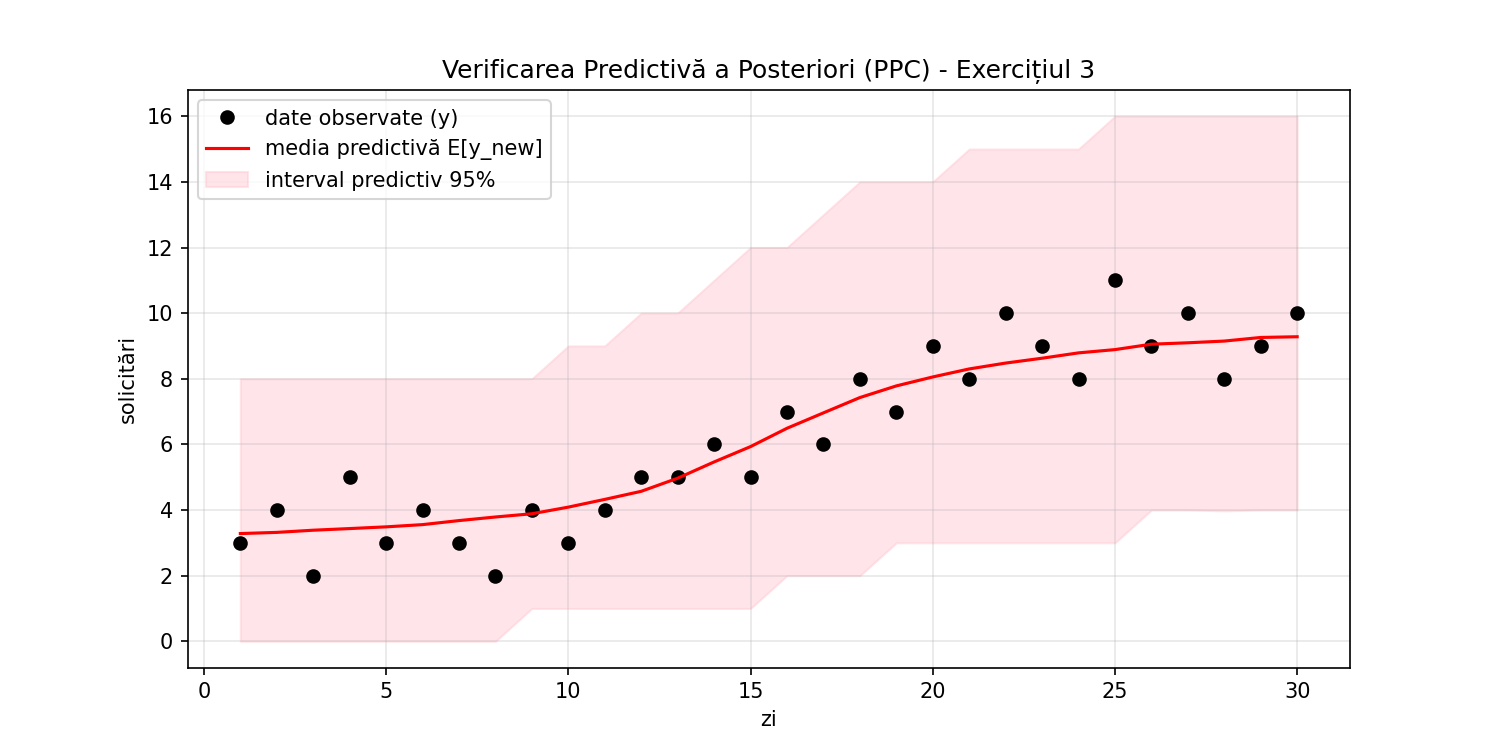 Verificarea Predictivă a Posteriori (PPC) - Exercițiul 3
date observate (y)
media predictivă E[y_new]
interval predictiv 95%
16
14
12
10
8
6
4
2
0
solicitări
0 5 10 15 20 25 30
zi